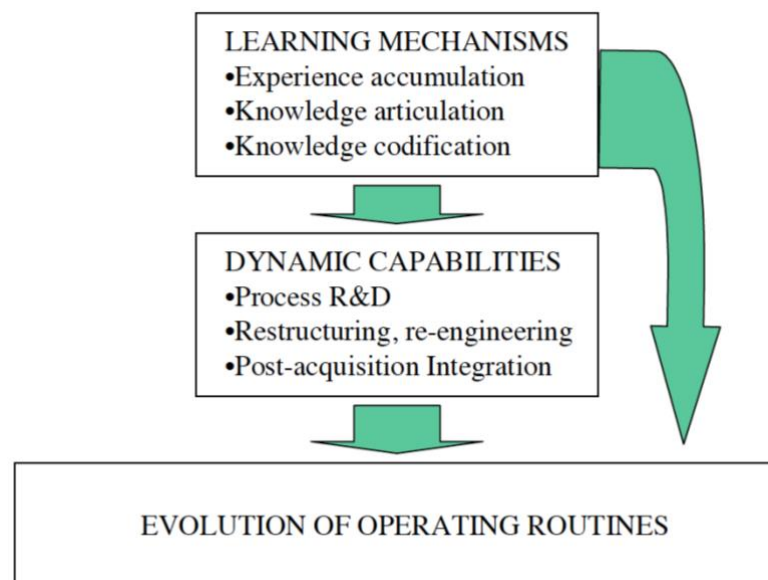 LEARNING MECHANISMS
•Experience accumulation
•Knowledge articulation
•Knowledge codification
DYNAMIC CAPABILITIES
•Process R&D
•Restructuring, re-engineering
•Post-acquisition Integration
EVOLUTION OF OPERATING ROUTINES